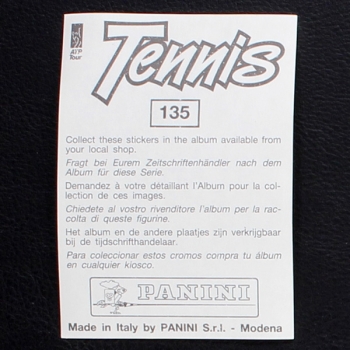 ATP
Tour
Tennis
135
Collect these stickers in the album available from
your local shop.
Fragt bei Eurem Zeitschriftenhändler nach dem
Album für diese Serie.
Demandez à votre détaillant l'Album pour la col-
lection de ces images.
Chiedete al vostro rivenditore l'album per la rac-
colta di queste figurine.
Het album en de andere plaatjes zijn verkrijgbaar
bij de tijdschrifthandelaar.
Para coleccionar estos cromos compra tu álbum
en cualquier kiosco.
PANINI
Made in Italy by PANINI S.r.l. - Modena